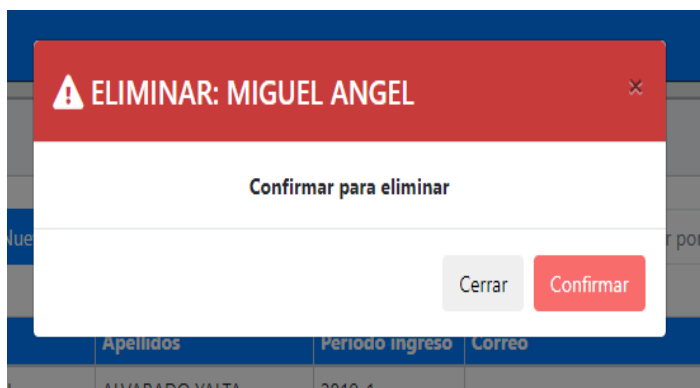 ELIMINAR: MIGUEL ANGEL ×
Confirmar para eliminar
Cerrar Confirmar
Apellidos Periodo ingreso Correo